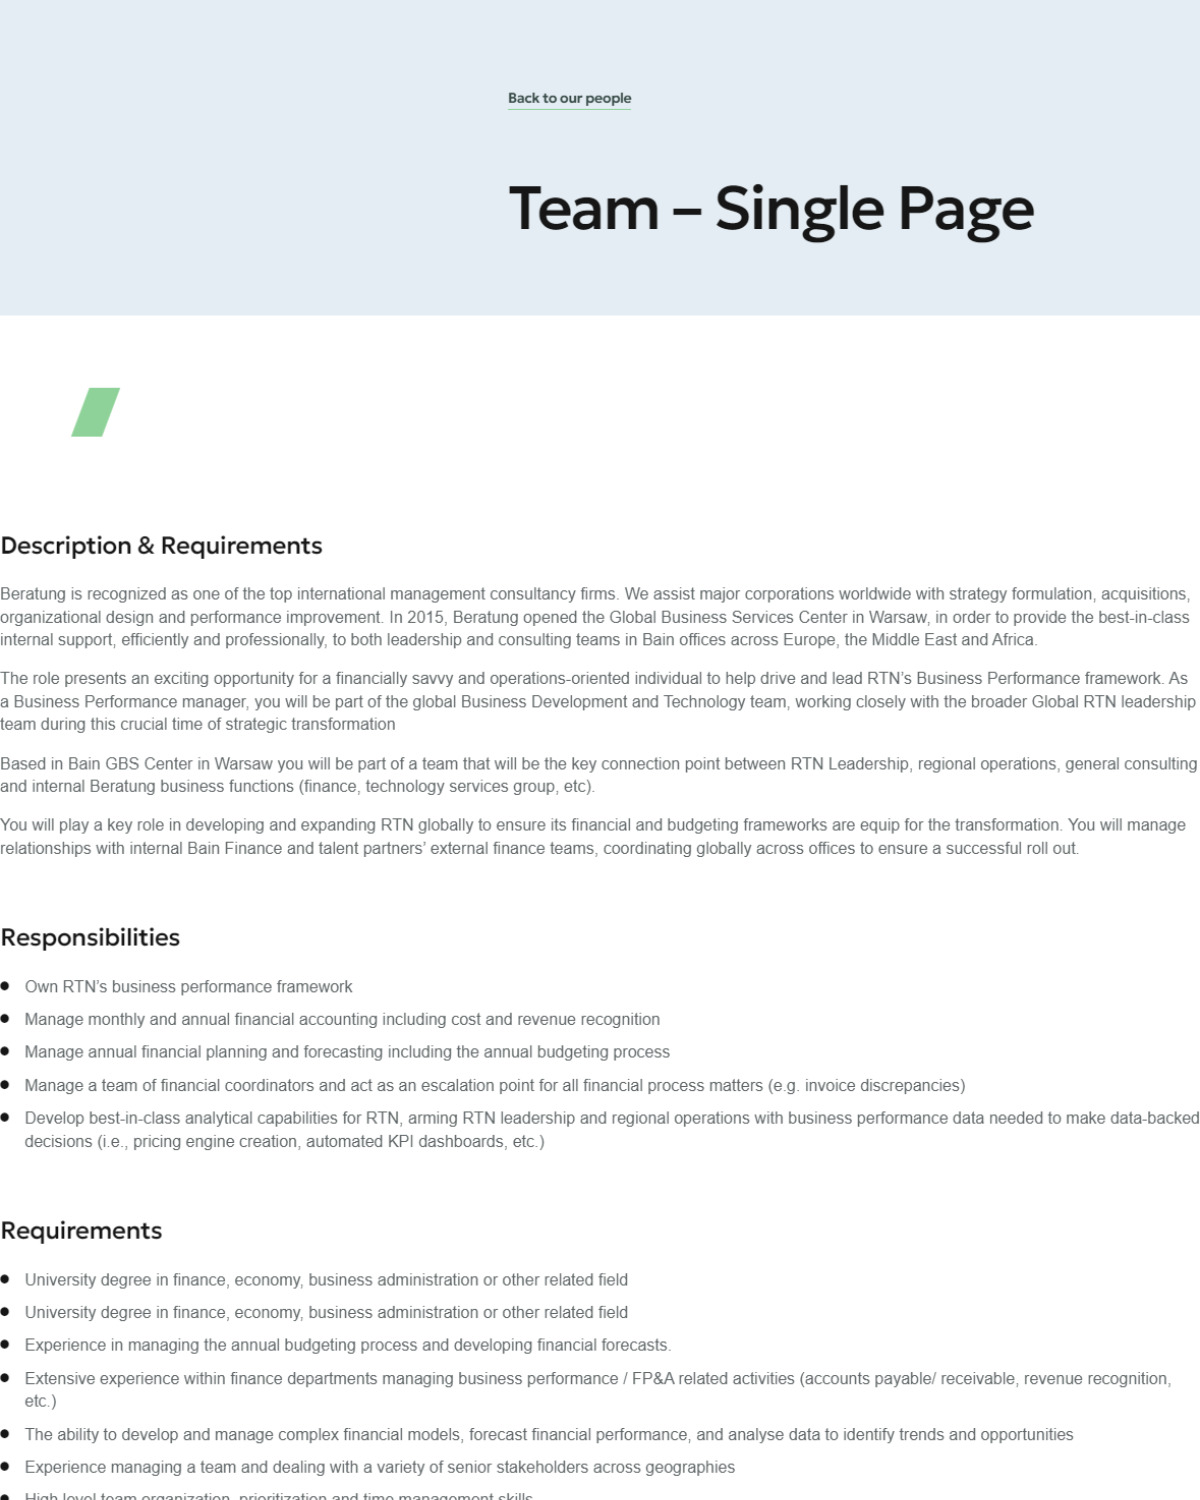 Back to our people
Team – Single Page
Description & Requirements
Beratung is recognized as one of the top international management consultancy firms. We assist major corporations worldwide with strategy formulation, acquisitions,
organizational design and performance improvement. In 2015, Beratung opened the Global Business Services Center in Warsaw, in order to provide the best-in-class
internal support, efficiently and professionally, to both leadership and consulting teams in Bain offices across Europe, the Middle East and Africa.
The role presents an exciting opportunity for a financially savvy and operations-oriented individual to help drive and lead RTN’s Business Performance framework. As
a Business Performance manager, you will be part of the global Business Development and Technology team, working closely with the broader Global RTN leadership
team during this crucial time of strategic transformation
Based in Bain GBS Center in Warsaw you will be part of a team that will be the key connection point between RTN Leadership, regional operations, general consulting
and internal Beratung business functions (finance, technology services group, etc).
You will play a key role in developing and expanding RTN globally to ensure its financial and budgeting frameworks are equip for the transformation. You will manage
relationships with internal Bain Finance and talent partners’ external finance teams, coordinating globally across offices to ensure a successful roll out.
Responsibilities
Own RTN’s business performance framework
Manage monthly and annual financial accounting including cost and revenue recognition
Manage annual financial planning and forecasting including the annual budgeting process
Manage a team of financial coordinators and act as an escalation point for all financial process matters (e.g. invoice discrepancies)
Develop best-in-class analytical capabilities for RTN, arming RTN leadership and regional operations with business performance data needed to make data-backed
decisions (i.e., pricing engine creation, automated KPI dashboards, etc.)
Requirements
University degree in finance, economy, business administration or other related field
University degree in finance, economy, business administration or other related field
Experience in managing the annual budgeting process and developing financial forecasts.
Extensive experience within finance departments managing business performance / FP&A related activities (accounts payable/ receivable, revenue recognition,
etc.)
The ability to develop and manage complex financial models, forecast financial performance, and analyse data to identify trends and opportunities
Experience managing a team and dealing with a variety of senior stakeholders across geographies
High level team organization, prioritization and time management skills